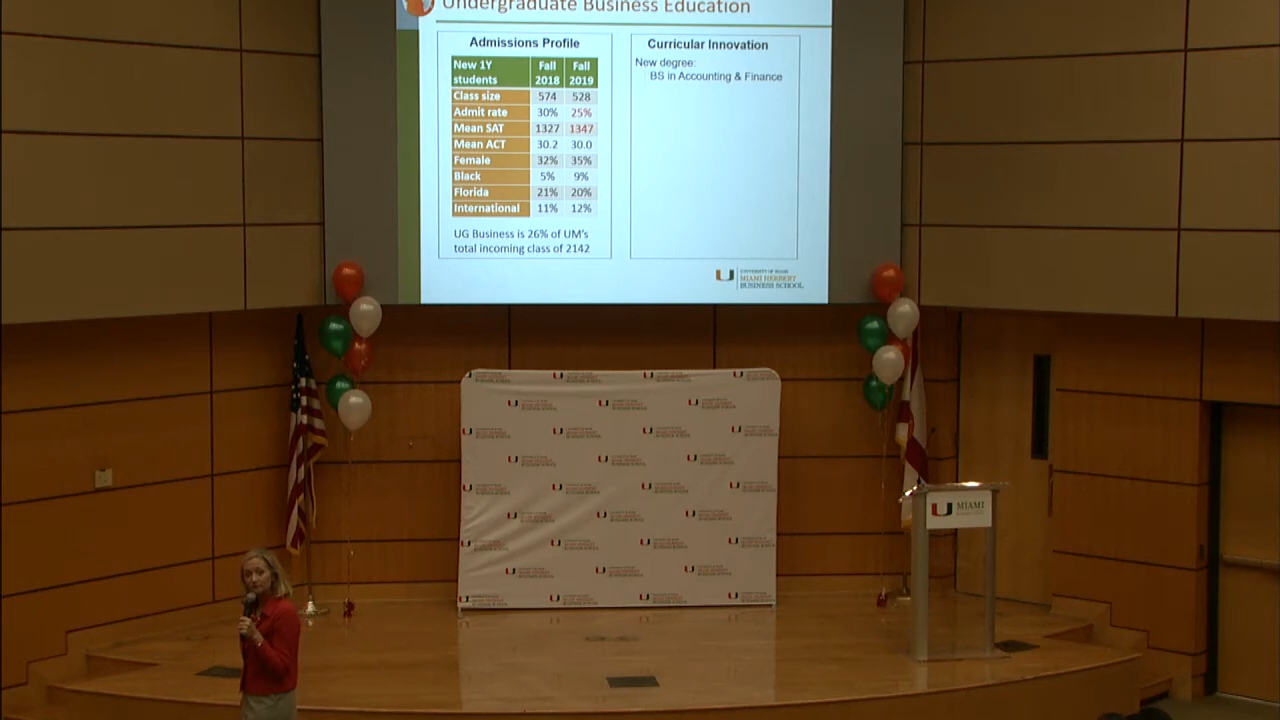 Undergraduate Business Education
Admissions Profile
New 1Y students Fall 2018 Fall 2019
Class size 574 528
Admit rate 30% 25%
Mean SAT 1327 1347
Mean ACT 30.2 30.0
Female 32% 35%
Black 5% 9%
Florida 21% 20%
International 11% 12%
UG Business is 26% of UM's
total incoming class of 2142
Curricular Innovation
New degree:
BS in Accounting & Finance
UNIVERSITY OF MIAMI
MIAMI HERBERT
BUSINESS SCHOOL
MIAMI